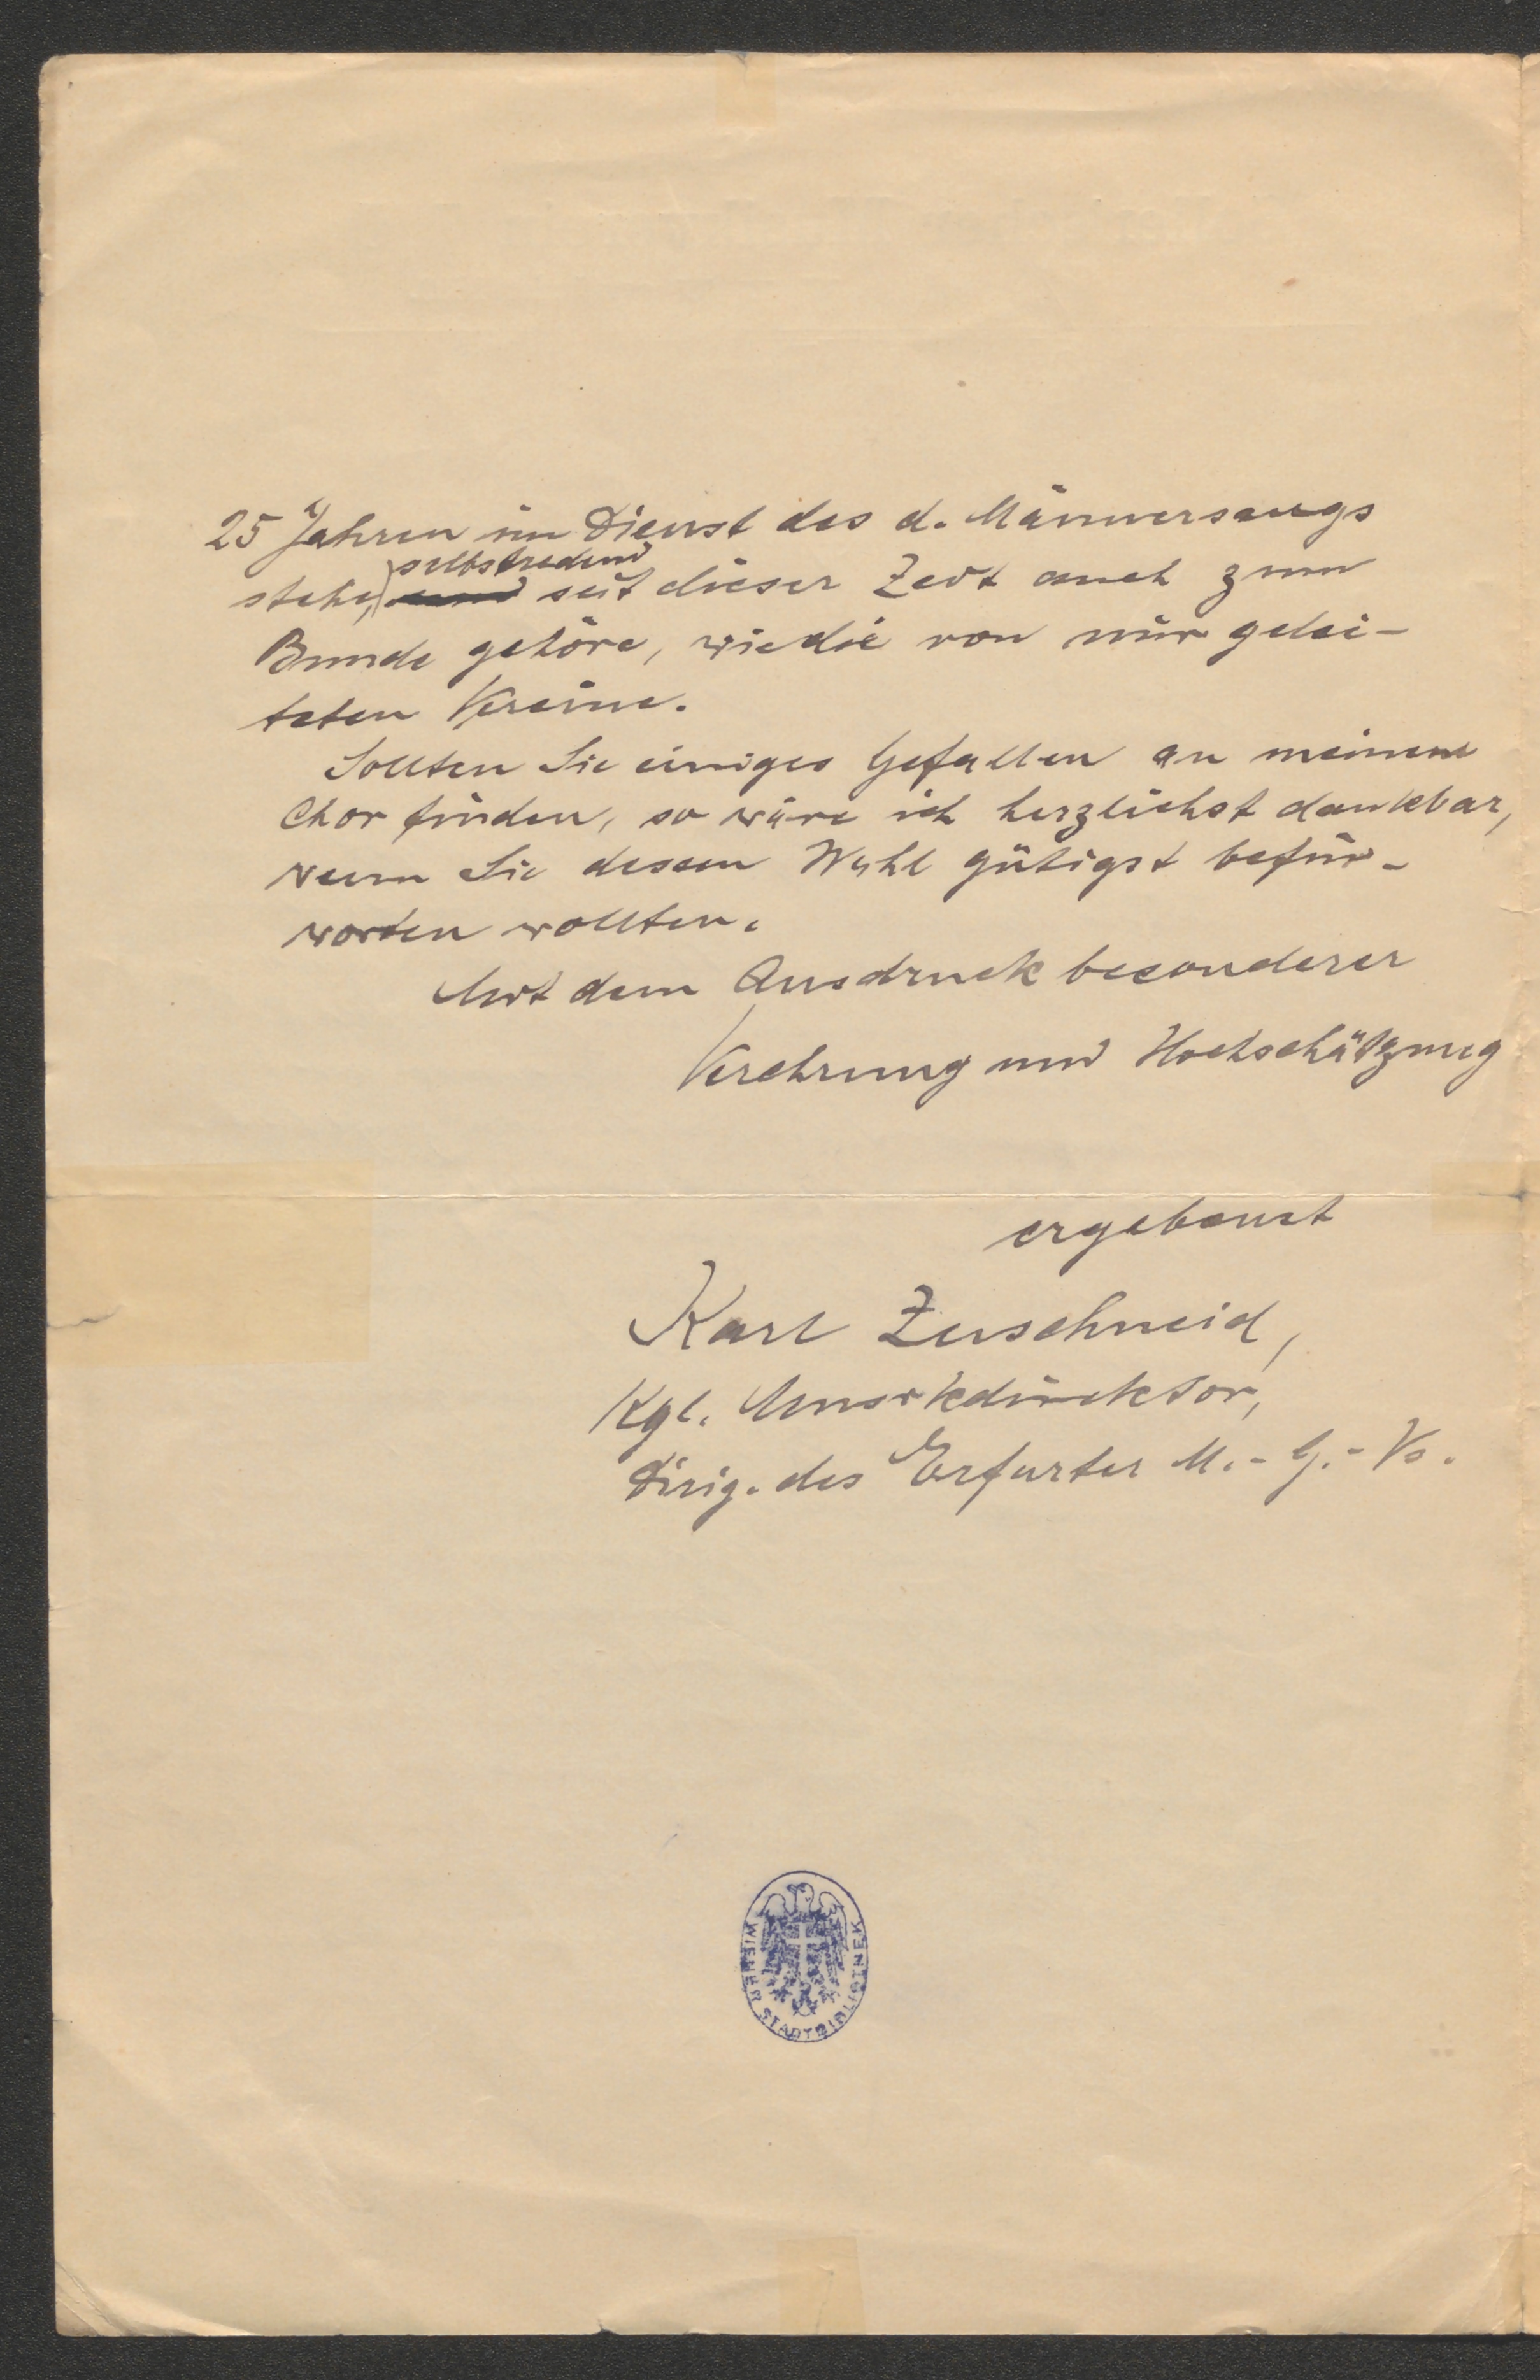 25 Jahren im Dienst des d. Männersangs
selbstredend
stehe, und seit dieser Zeit auch zum
Bunde gehöre, wie die von mir gelei-
teten Vereine.
Sollten Sie einiges Gefallen an meinem
Chor finden, so wäre ich herzlichst dankbar,
wenn Sie dessen Wahl gütigst befür-
worten wollten.
Mit dem Ausdruck besonderer
Verehrung und Hochschätzung
ergebenst
Karl Zuschneid,
Kgl. Musikdirektor,
Dirig. des Erfurter M.-G.-Vs.
WIENER STADTBIBLIOTHEK